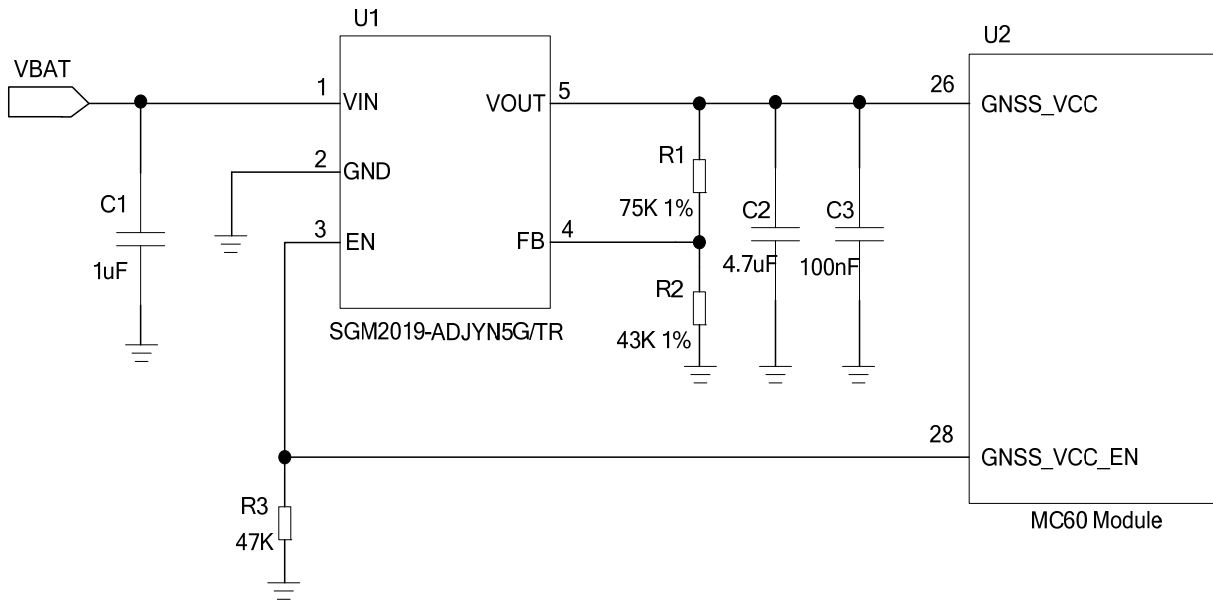 U1
U2
VBAT
1
VIN
VOUT
5
26
GNSS_VCC
2
GND
R1
75K 1%
C1
1uF
3
EN
FB
4
C2
4.7uF
C3
100nF
R2
43K 1%
SGM2019-ADJYN5G/TR
28
GNSS_VCC_EN
R3
47K
MC60 Module